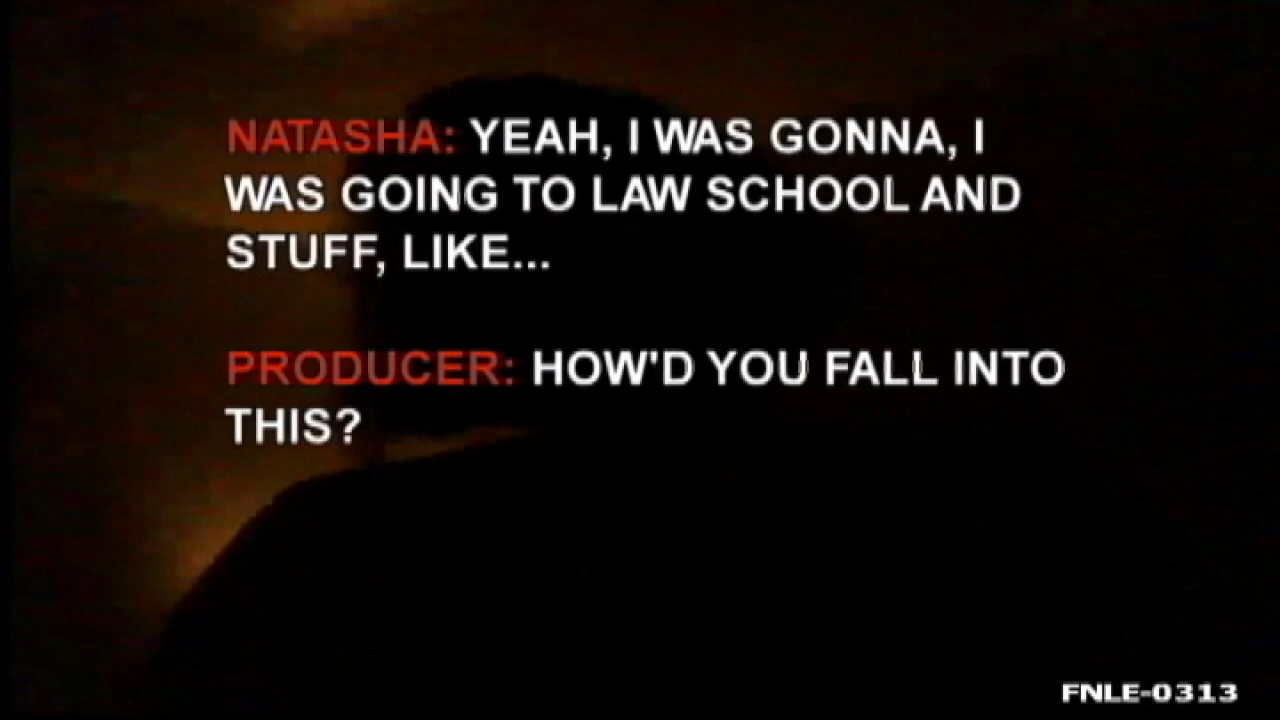 NATASHA: YEAH, I WAS GONNA, I
WAS GOING TO LAW SCHOOL AND
STUFF, LIKE...
PRODUCER: HOW'D YOU FALL INTO
THIS?
FNLE-0313